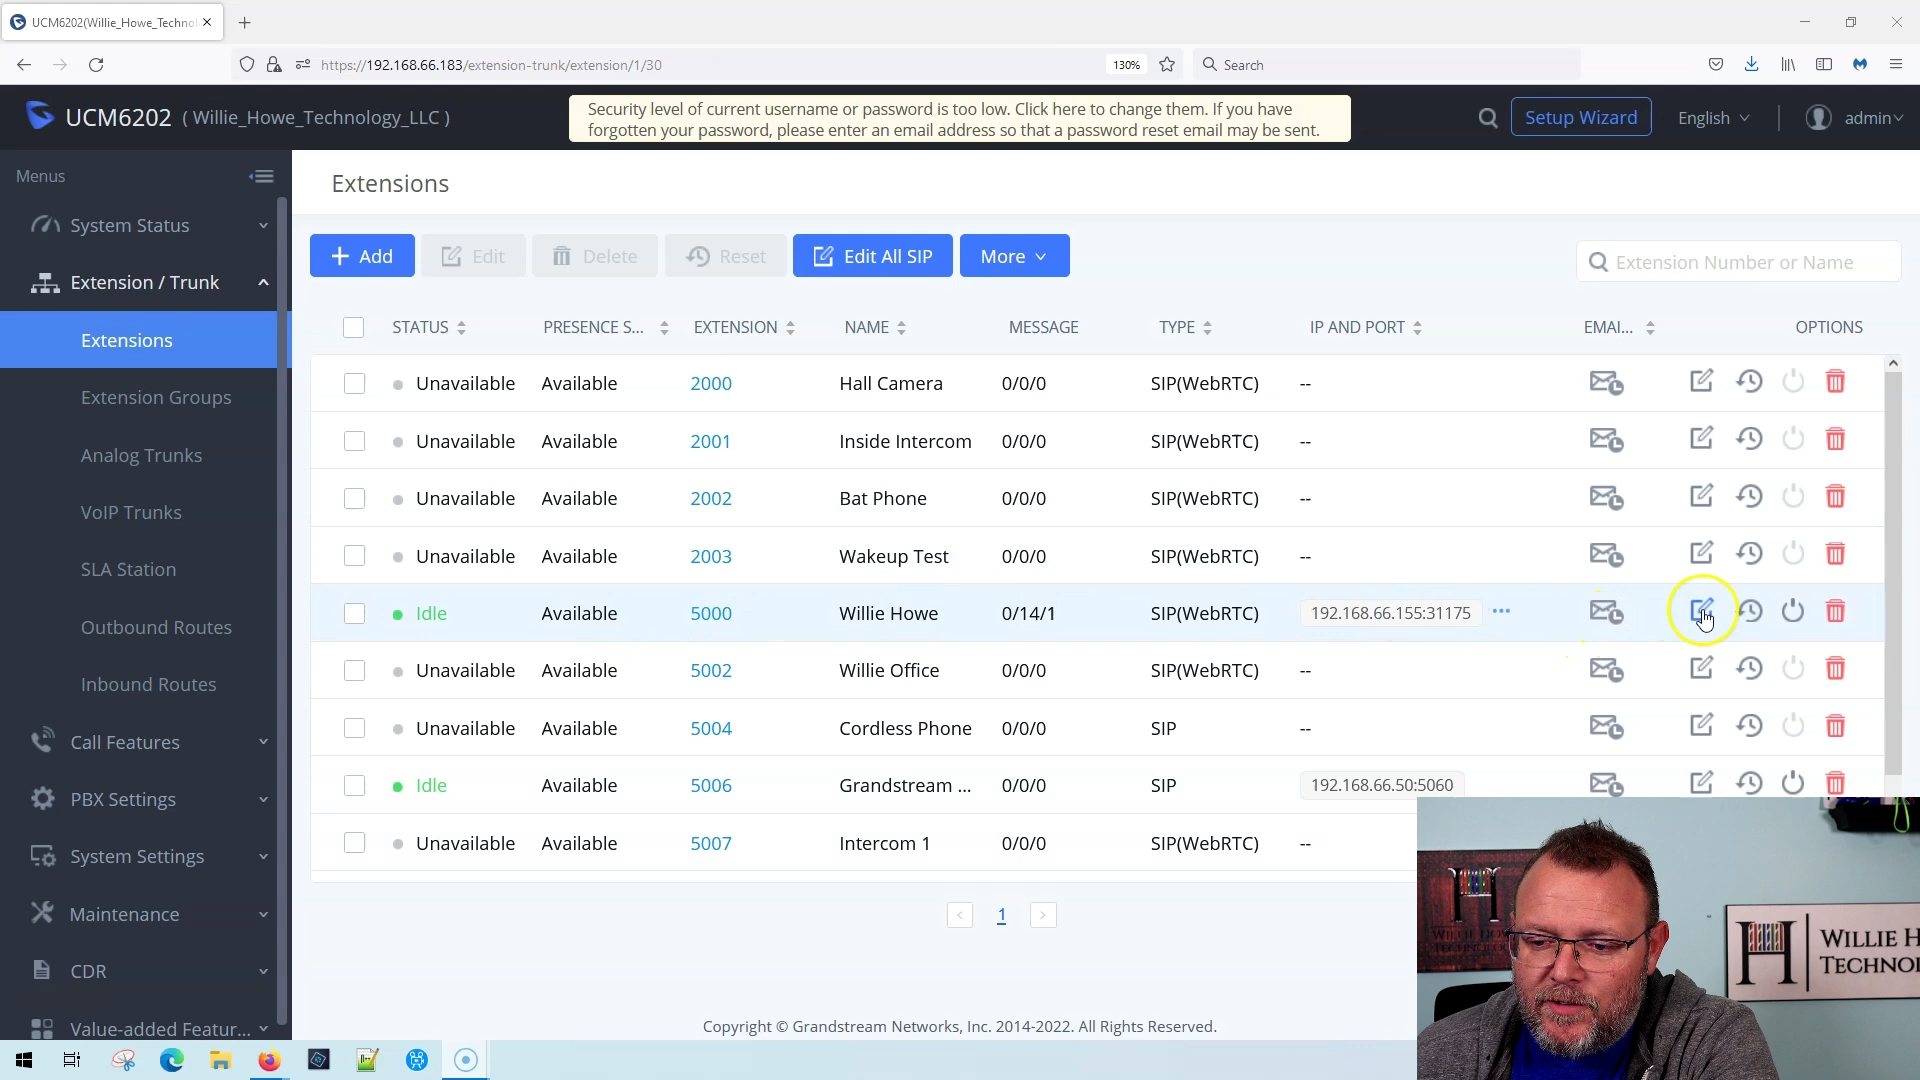 UCM6202(Willie_Howe_Technol
https://192.168.66.183/extension-trunk/extension/1/30
130%
Search
UCM6202 ( Willie_Howe_Technology_LLC )
Security level of current username or password is too low. Click here to change them. If you have
forgotten your password, please enter an email address so that a password reset email may be sent.
Setup Wizard
English
admin
Menus
System Status
Extension / Trunk
Extensions
Extension Groups
Analog Trunks
VoIP Trunks
SLA Station
Outbound Routes
Inbound Routes
Call Features
PBX Settings
System Settings
Maintenance
CDR
Value-added Featur...
Extensions
+ Add
Edit
Delete
Reset
Edit All SIP
More
Extension Number or Name
STATUS PRESENCE S... EXTENSION NAME MESSAGE TYPE IP AND PORT EMAI... OPTIONS
Unavailable Available 2000 Hall Camera 0/0/0 SIP(WebRTC) --
Unavailable Available 2001 Inside Intercom 0/0/0 SIP(WebRTC) --
Unavailable Available 2002 Bat Phone 0/0/0 SIP(WebRTC) --
Unavailable Available 2003 Wakeup Test 0/0/0 SIP(WebRTC) --
Idle Available 5000 Willie Howe 0/14/1 SIP(WebRTC) 192.168.66.155:31175 ...
Unavailable Available 5002 Willie Office 0/0/0 SIP(WebRTC) --
Unavailable Available 5004 Cordless Phone 0/0/0 SIP --
Idle Available 5006 Grandstream ... 0/0/0 SIP 192.168.66.50:5060
Unavailable Available 5007 Intercom 1 0/0/0 SIP(WebRTC) --
< 1 >
Copyright © Grandstream Networks, Inc. 2014-2022. All Rights Reserved.
WILLIE H
TECHNOL